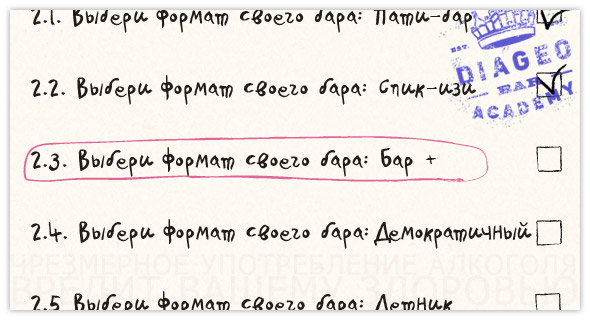 2.1. Выбери формат своего бара: Пати-бар
2.2. Выбери формат своего бара: Спик-изи
DIAGEO
BAR
ACADEMY
2.3. Выбери формат своего бара: Бар +
2.4. Выбери формат своего бара: Демократичный
ЧРЕЗМЕРНОЕ УПОТРЕБЛЕНИЕ АЛКОГОЛЯ
ВРЕДИТ ВАШЕМУ ЗДОРОВЬЮ
2.5 Выбери формат своего бара: Летник